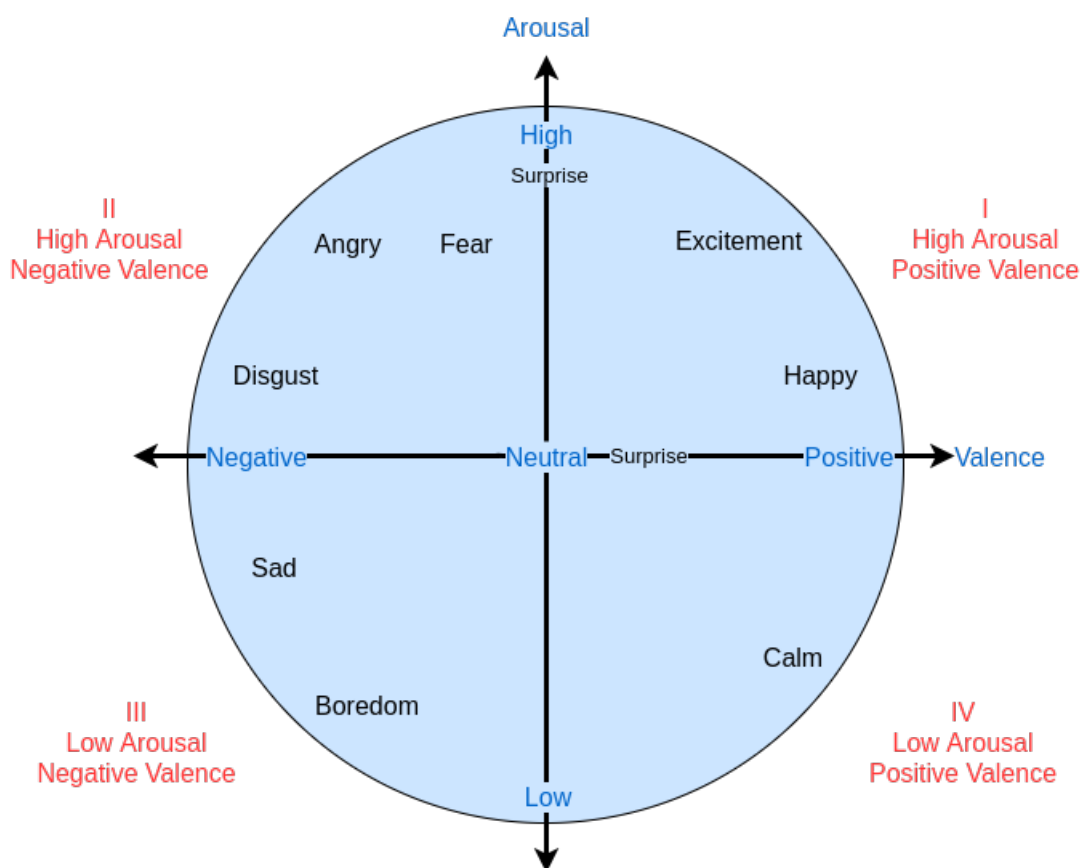 Arousal
High
Surprise
II
High Arousal
Negative Valence
Angry
Fear
Excitement
I
High Arousal
Positive Valence
Disgust
Happy
Negative
Neutral
Surprise
Positive
Valence
Sad
Calm
Boredom
III
Low Arousal
Negative Valence
IV
Low Arousal
Positive Valence
Low